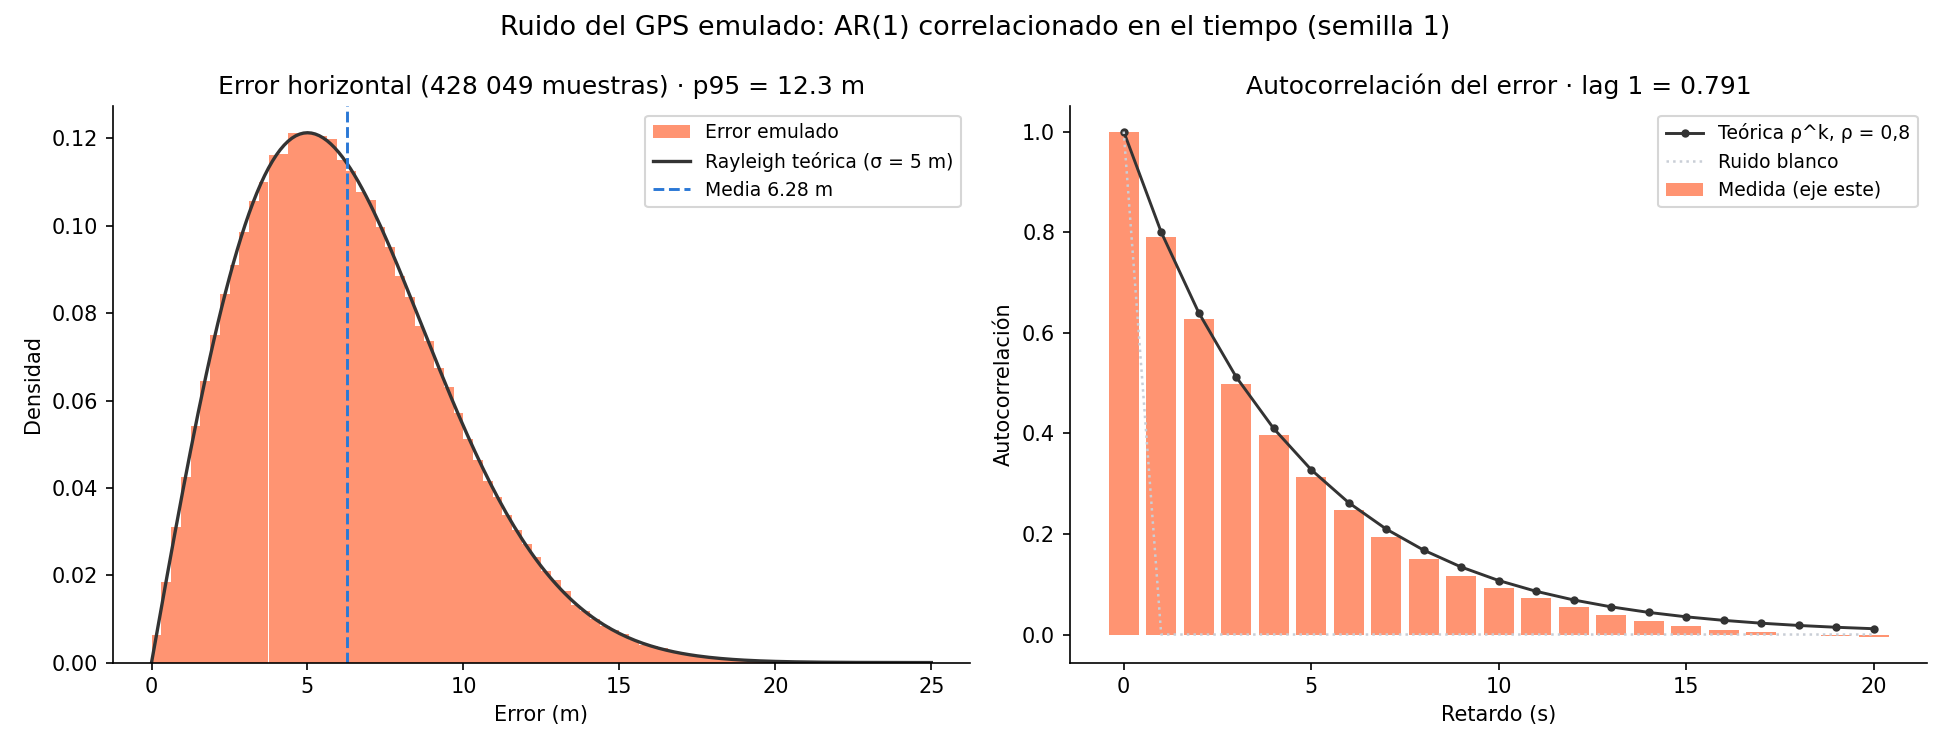 Ruido del GPS emulado: AR(1) correlacionado en el tiempo (semilla 1)
Error horizontal (428 049 muestras) · p95 = 12.3 m
Error emulado
Rayleigh teórica (σ = 5 m)
Media 6.28 m
Densidad
0.12
0.10
0.08
0.06
0.04
0.02
0.00
0
5
10
15
20
25
Error (m)
Autocorrelación del error · lag 1 = 0.791
Teórica ρ^k, ρ = 0,8
Ruido blanco
Medida (eje este)
Autocorrelación
1.0
0.8
0.6
0.4
0.2
0.0
0
5
10
15
20
Retardo (s)